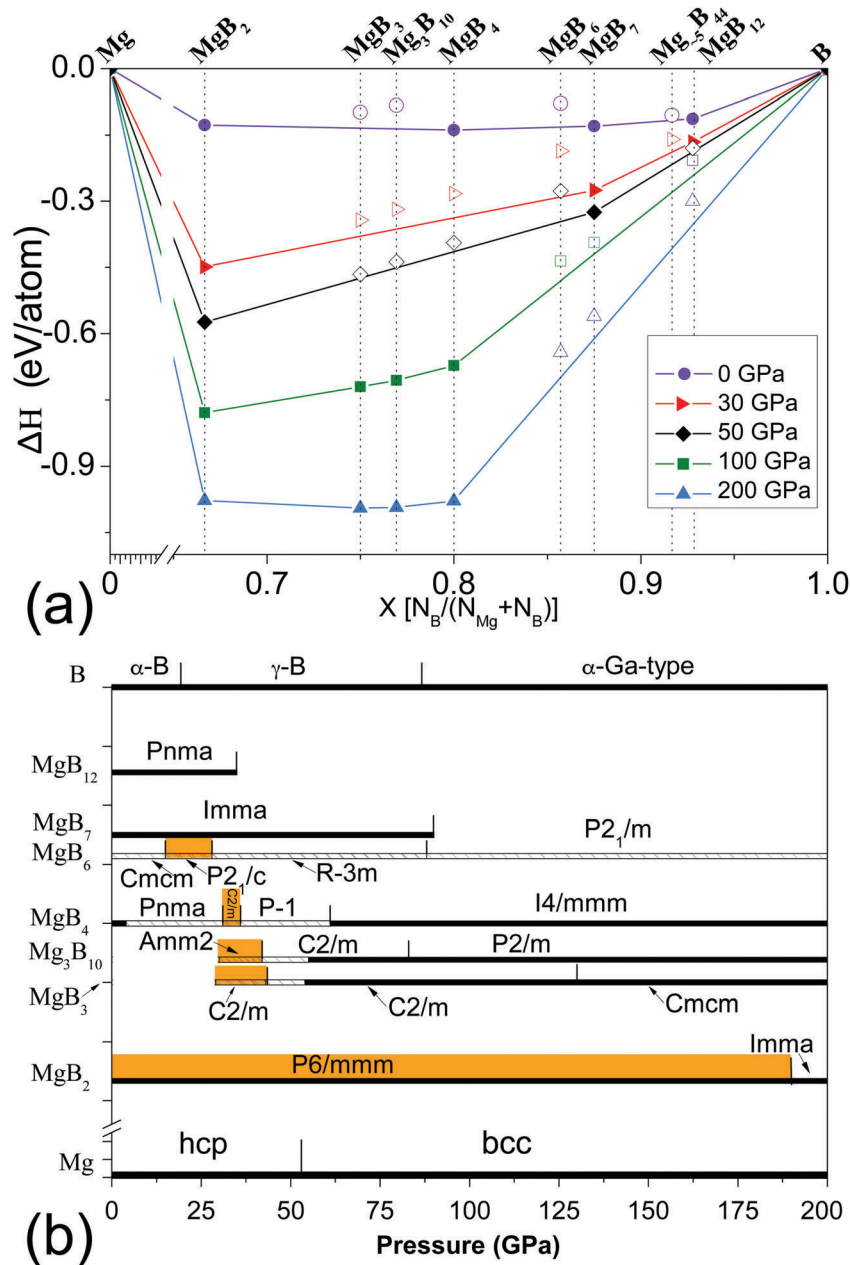 Mg MgB₂ MgB₃ Mg₃B₁₀ MgB₄ MgB₆ MgB₇ Mg~5B₄₄ MgB₁₂ B
0.0
-0.3
-0.6
-0.9
ΔH (eV/atom)
0 GPa
30 GPa
50 GPa
100 GPa
200 GPa
0 0.7 0.8 0.9 1.0
X [N_B/(N_Mg+N_B)]
(a)
B α-B γ-B α-Ga-type
MgB₁₂ Pnma
MgB₇ Imma
MgB₆ P2₁/m
Cmcm P2₁/c R-3m
MgB₄ Pnma C2/m P-1 I4/mmm
Mg₃B₁₀ Amm2 C2/m P2/m
MgB₃ C2/m C2/m Cmcm
MgB₂ P6/mmm Imma
Mg hcp bcc
0 25 50 75 100 125 150 175 200
Pressure (GPa)
(b)